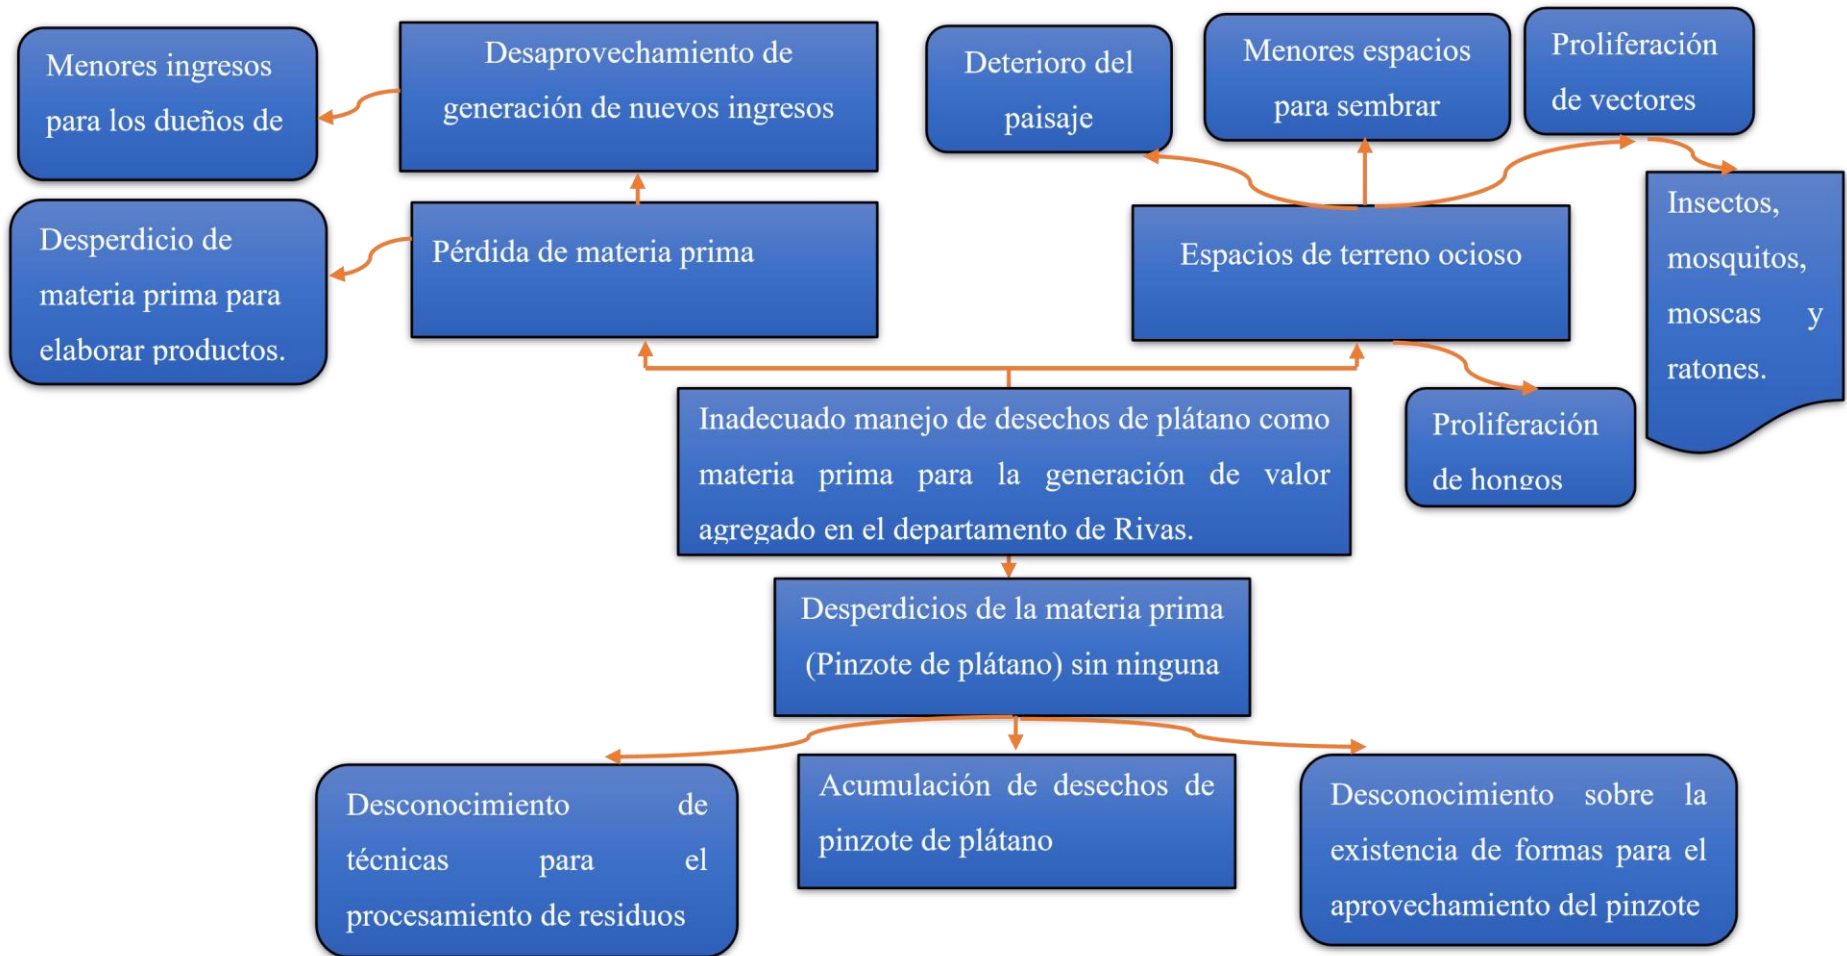 Menores ingresos
para los dueños de
Desaprovechamiento de
generación de nuevos ingresos
Deterioro del
paisaje
Menores espacios
para sembrar
Proliferación
de vectores
Desperdicio de
materia prima para
elaborar productos.
Pérdida de materia prima
Espacios de terreno ocioso
Insectos,
mosquitos,
moscas y
ratones.
Inadecuado manejo de desechos de plátano como
materia prima para la generación de valor
agregado en el departamento de Rivas.
Proliferación
de hongos
Desperdicios de la materia prima
(Pinzote de plátano) sin ninguna
Desconocimiento de
técnicas para el
procesamiento de residuos
Acumulación de desechos de
pinzote de plátano
Desconocimiento sobre la
existencia de formas para el
aprovechamiento del pinzote